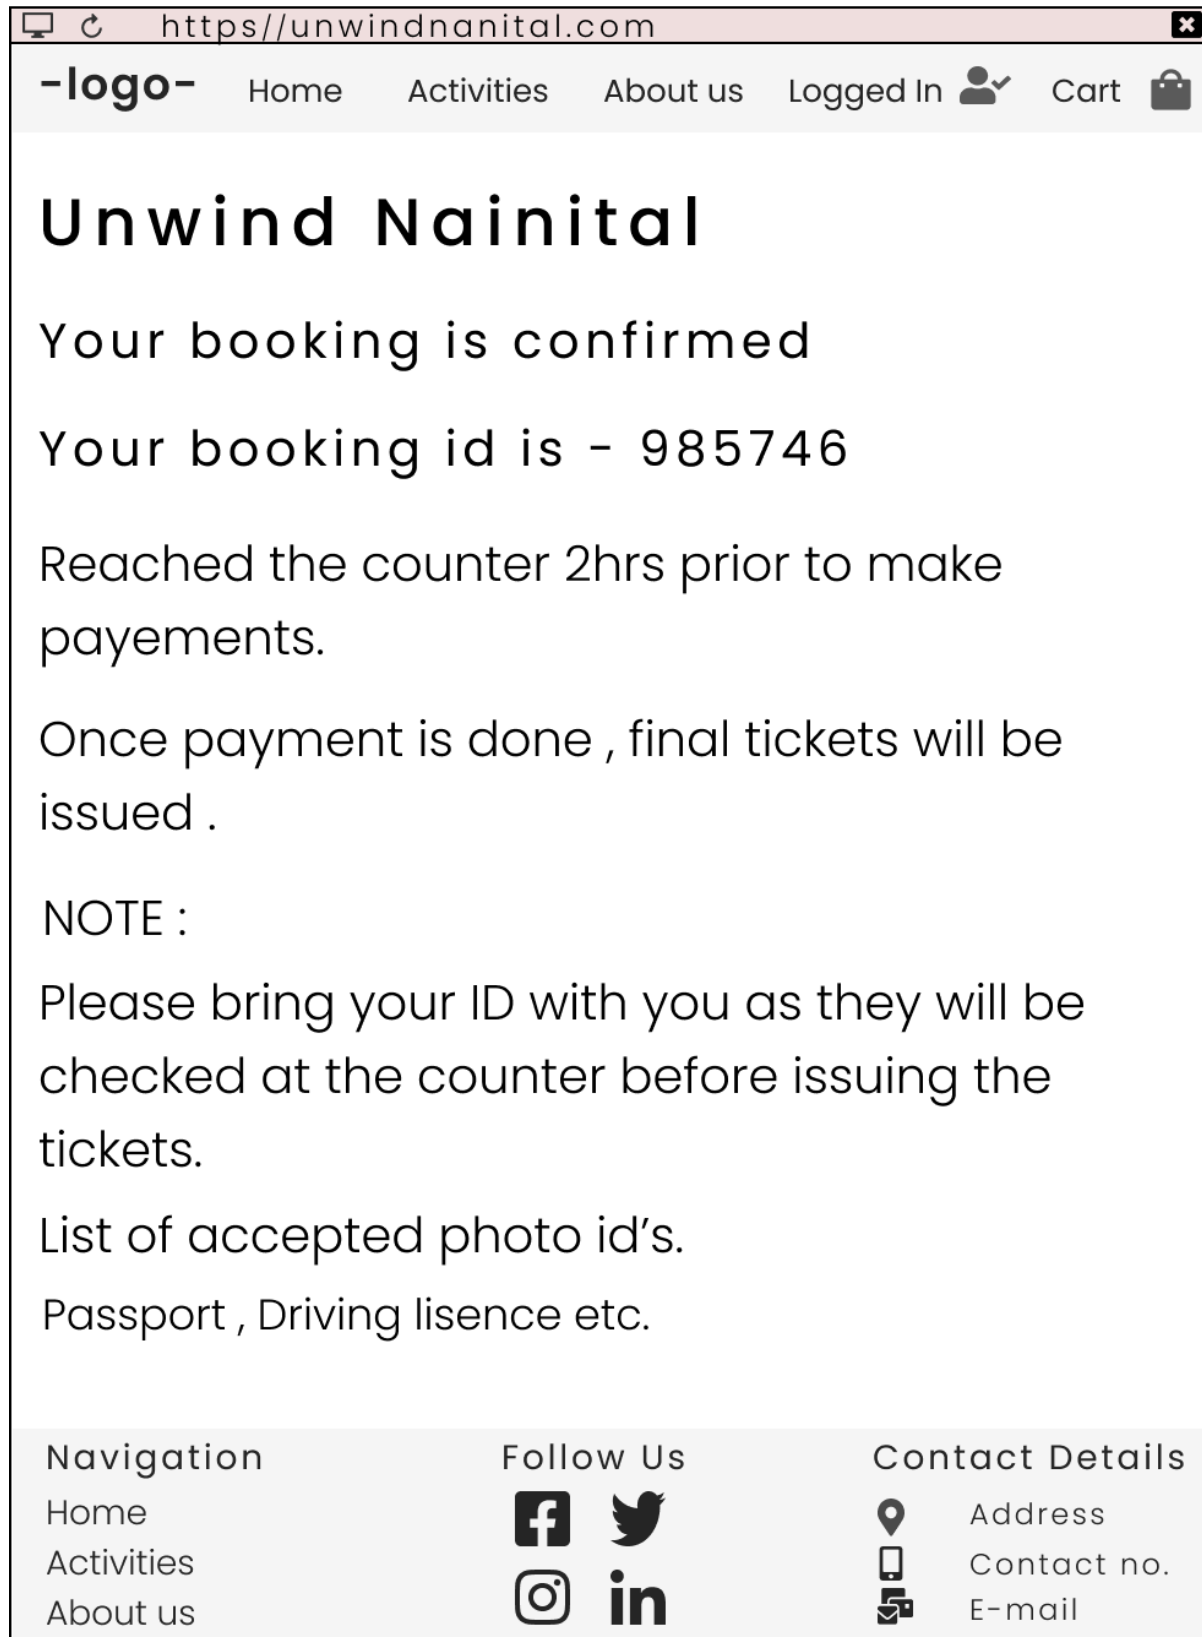 https//unwindnanital.com
-logo- Home Activities About us Logged In Cart
Unwind Nainital
Your booking is confirmed
Your booking id is - 985746
Reached the counter 2hrs prior to make
payements.
Once payment is done , final tickets will be
issued .
NOTE :
Please bring your ID with you as they will be
checked at the counter before issuing the
tickets.
List of accepted photo id’s.
Passport , Driving lisence etc.
Navigation
Home
Activities
About us
Follow Us
Contact Details
Address
Contact no.
E-mail